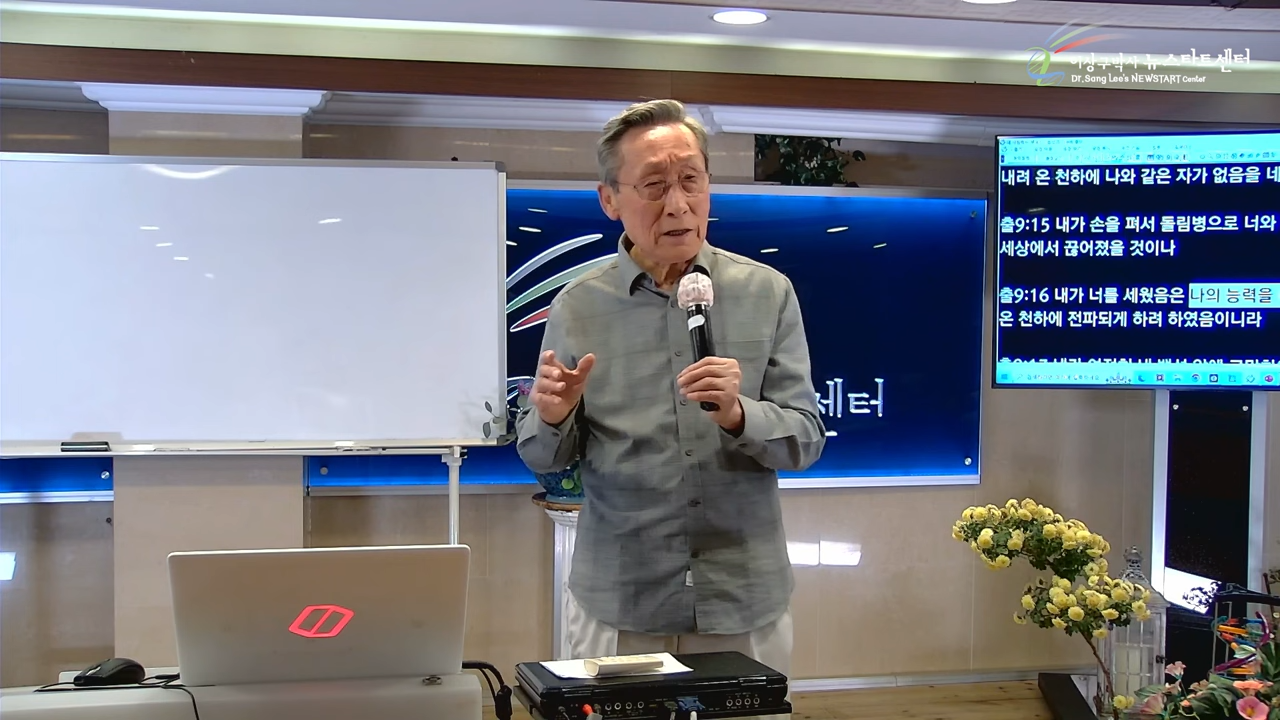 이상구박사 뉴스타트센터
Dr. Sang Lee's NEWSTART Center
내려 온 천하에 나와 같은 자가 없음을 네
출9:15 내가 손을 펴서 돌림병으로 너와
세상에서 끊어졌을 것이나
출9:16 내가 너를 세웠음은 나의 능력을
온 천하에 전파되게 하려 하였음이니라
센터